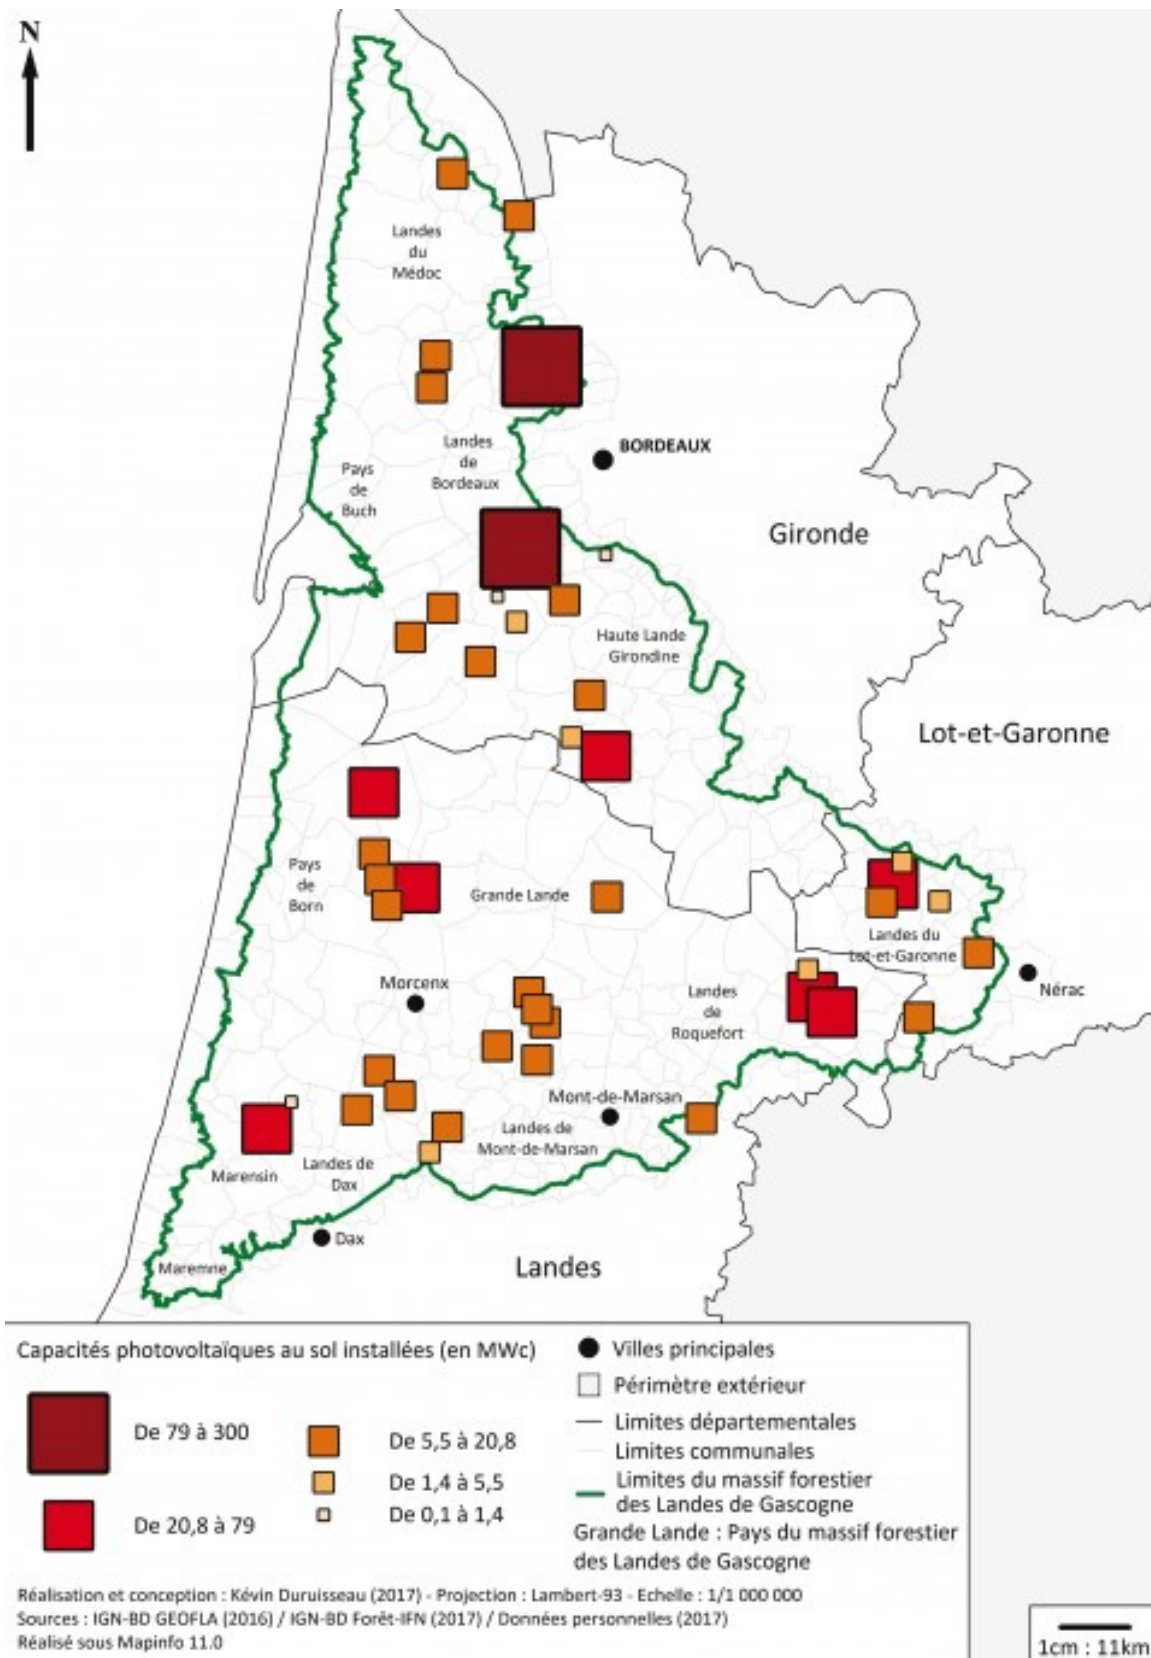 N
Landes
du
Médoc
Landes
de
Bordeaux
BORDEAUX
Pays
de
Buch
Gironde
Haute Lande
Girondine
Lot-et-Garonne
Pays
de
Born
Grande Lande
Landes du
Lot-et-Garonne
Morcenx
Landes
de
Roquefort
Nérac
Mont-de-Marsan
Landes de
Mont-de-Marsan
Marensin
Landes de
Dax
Dax
Maremne
Landes
Capacités photovoltaïques au sol installées (en MWc)
De 79 à 300
De 20,8 à 79
De 5,5 à 20,8
De 1,4 à 5,5
De 0,1 à 1,4
Villes principales
Périmètre extérieur
Limites départementales
Limites communales
Limites du massif forestier
des Landes de Gascogne
Grande Lande : Pays du massif forestier
des Landes de Gascogne
Réalisation et conception : Kévin Duruisseau (2017) - Projection : Lambert-93 - Echelle : 1/1 000 000
Sources : IGN-BD GEOFLA (2016) / IGN-BD Forêt-IFN (2017) / Données personnelles (2017)
Réalisé sous Mapinfo 11.0
1cm : 11km